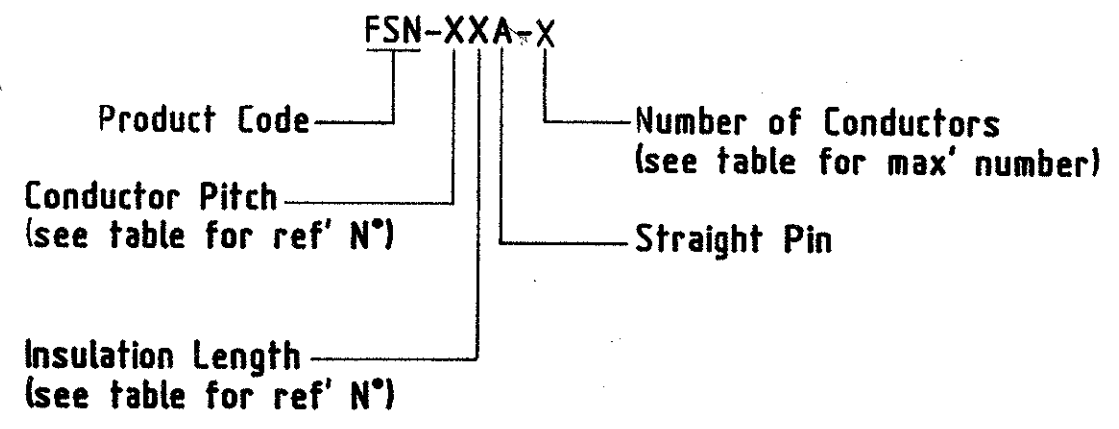 FSN-XXA-X
Product Code
Number of Conductors
(see table for max' number)
Conductor Pitch
(see table for ref' N°)
Straight Pin
Insulation Length
(see table for ref' N°)